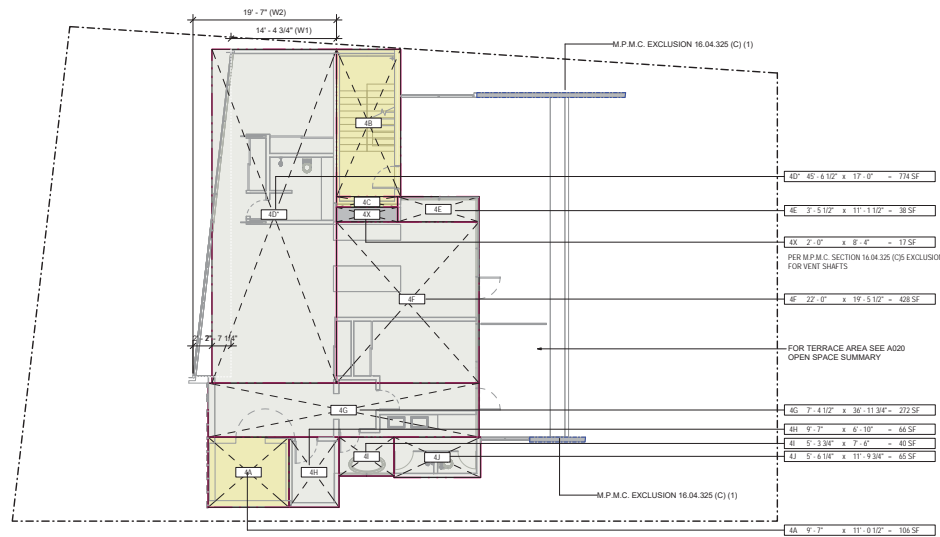 19' - 7" (W2)
14' - 4 3/4" (W1)
M.P.M.C. EXCLUSION 16.04.325 (C) (1)
4B
4D" 45' - 6 1/2" x 17' - 0" = 774 SF
4C
4E
4E 3' - 5 1/2" x 11' - 1 1/2" = 38 SF
4D"
4X
4X 2' - 0" x 8' - 4" = 17 SF
PER M.P.M.C. SECTION 16.04.325 (C)5 EXCLUSION
FOR VENT SHAFTS
4F
4F 22' - 0" x 19' - 5 1/2" = 428 SF
FOR TERRACE AREA SEE A020
OPEN SPACE SUMMARY
4G
4G 7' - 4 1/2" x 36' - 11 3/4" = 272 SF
4H 9' - 7" x 6' - 10" = 66 SF
4I 5' - 3 3/4" x 7' - 6" = 40 SF
4J 5' - 6 1/4" x 11' - 9 3/4" = 65 SF
4A
4H
4I
4J
M.P.M.C. EXCLUSION 16.04.325 (C) (1)
4A 9' - 7" x 11' - 0 1/2" = 106 SF